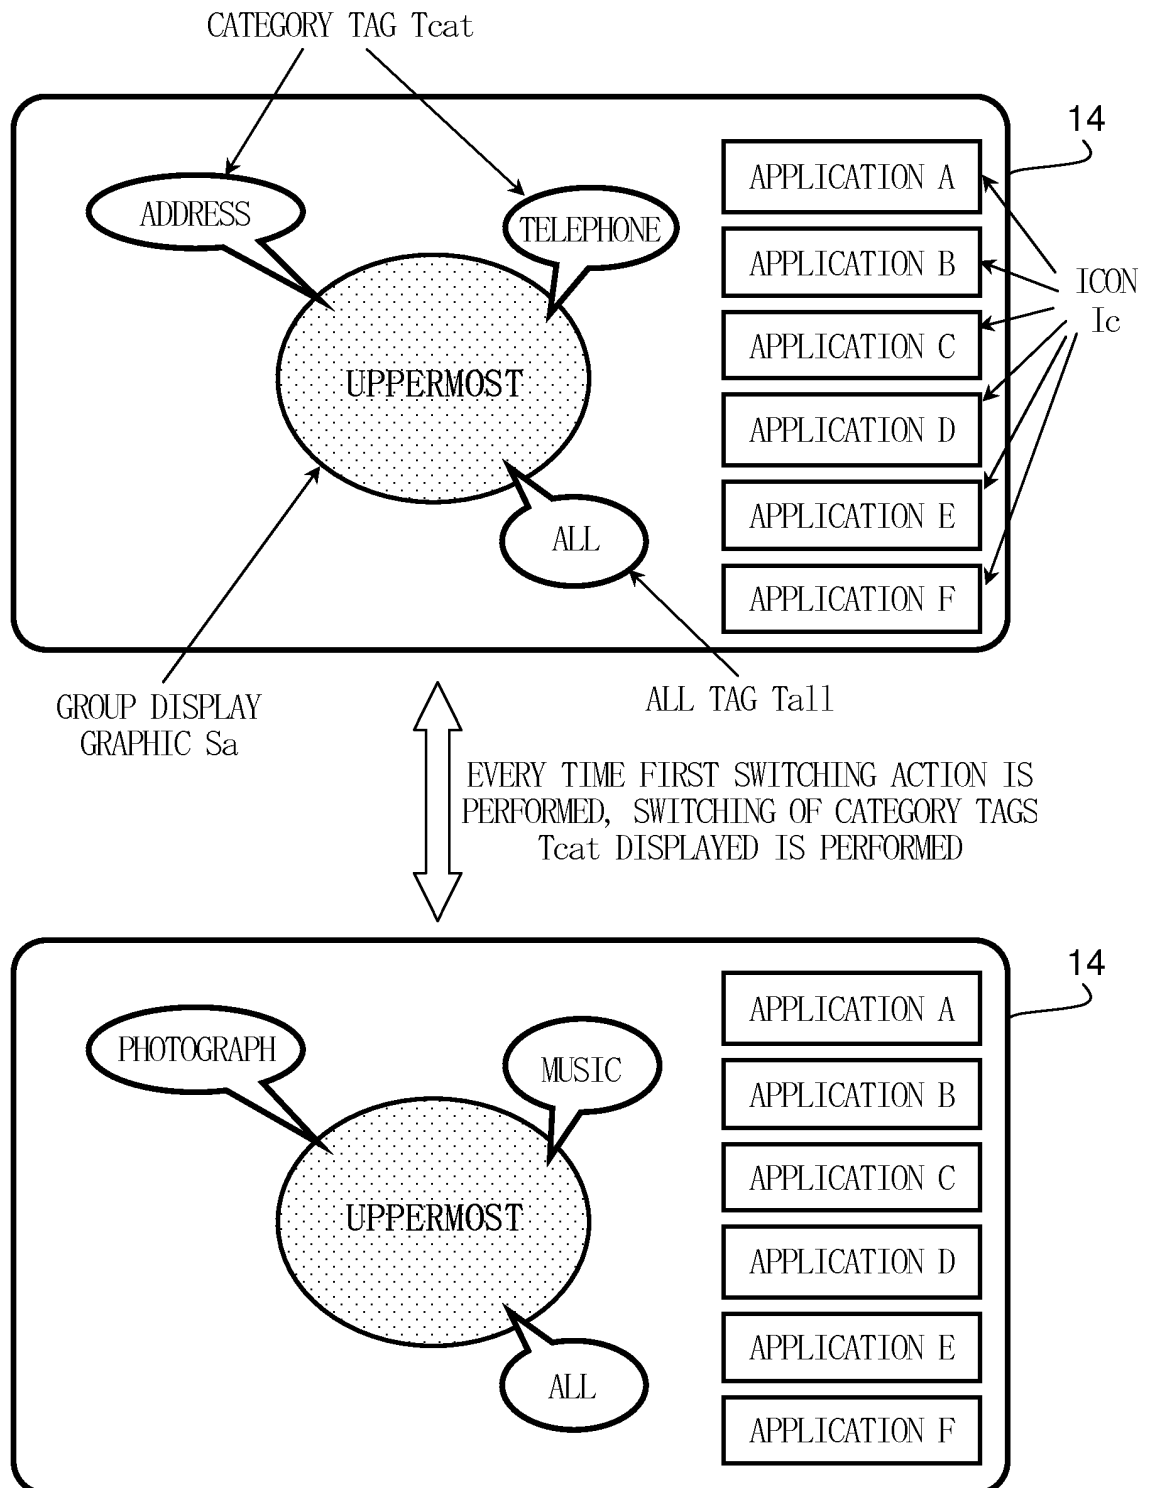 CATEGORY TAG Tcat
14
ADDRESS
TELEPHONE
UPPERMOST
ALL
APPLICATION A
APPLICATION B
APPLICATION C
APPLICATION D
APPLICATION E
APPLICATION F
ICON
Ic
GROUP DISPLAY
GRAPHIC Sa
ALL TAG Tall
EVERY TIME FIRST SWITCHING ACTION IS
PERFORMED, SWITCHING OF CATEGORY TAGS
Tcat DISPLAYED IS PERFORMED
14
PHOTOGRAPH
MUSIC
UPPERMOST
ALL
APPLICATION A
APPLICATION B
APPLICATION C
APPLICATION D
APPLICATION E
APPLICATION F